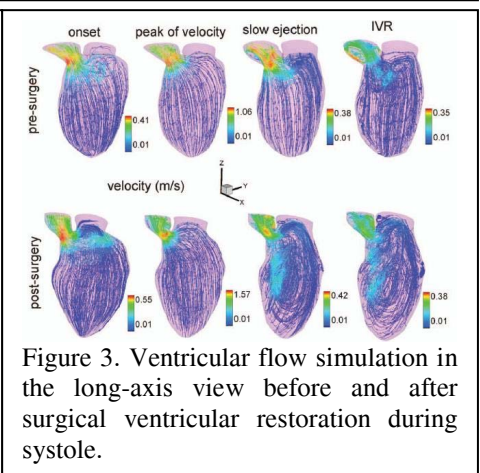 onset peak of velocity slow ejection IVR
pre-surgery
0.41 1.06 0.38 0.35
0.01 0.01 0.01 0.01
velocity (m/s)
Z
Y
X
post-surgery
0.55 1.57 0.42 0.38
0.01 0.01 0.01 0.01
Figure 3. Ventricular flow simulation in
the long-axis view before and after
surgical ventricular restoration during
systole.